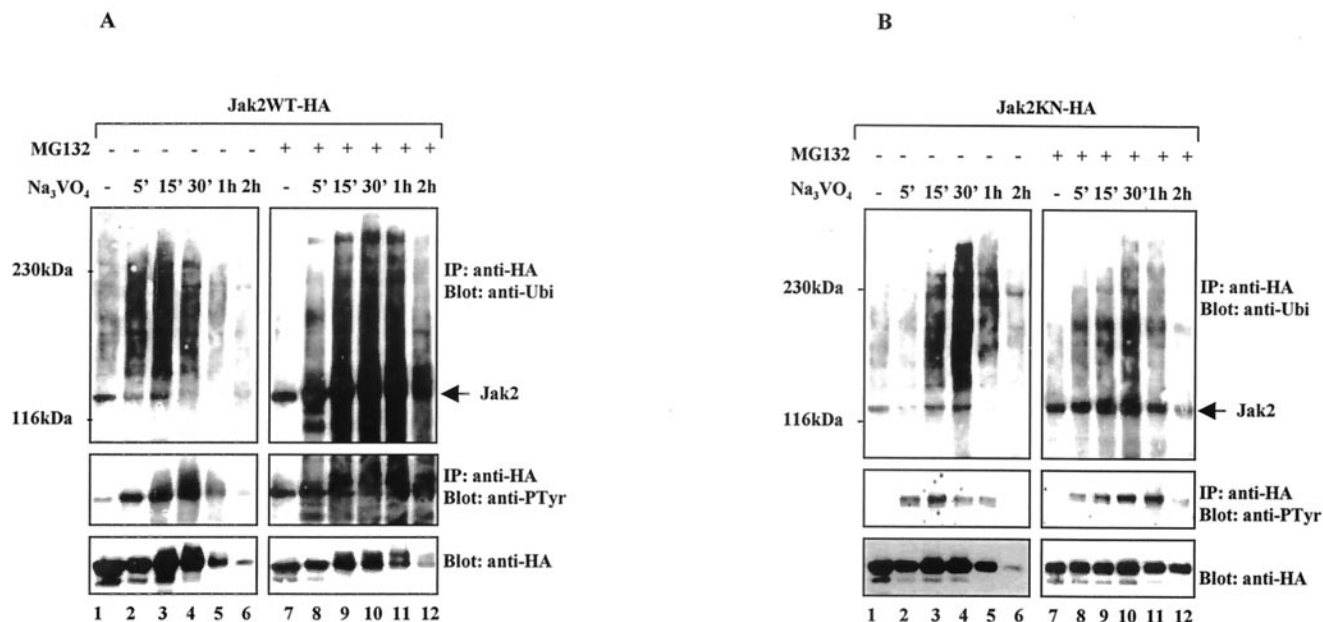 A
Jak2WT-HA
MG132 - - - - - - + + + + + +
Na3VO4 - 5' 15' 30' 1h 2h - 5' 15' 30' 1h 2h
230kDa
IP: anti-HA
Blot: anti-Ubi
Jak2
116kDa
IP: anti-HA
Blot: anti-PTyr
Blot: anti-HA
1 2 3 4 5 6 7 8 9 10 11 12
B
Jak2KN-HA
MG132 - - - - - - + + + + + +
Na3VO4 - 5' 15' 30' 1h 2h - 5' 15' 30' 1h 2h
230kDa
IP: anti-HA
Blot: anti-Ubi
Jak2
116kDa
IP: anti-HA
Blot: anti-PTyr
Blot: anti-HA
1 2 3 4 5 6 7 8 9 10 11 12